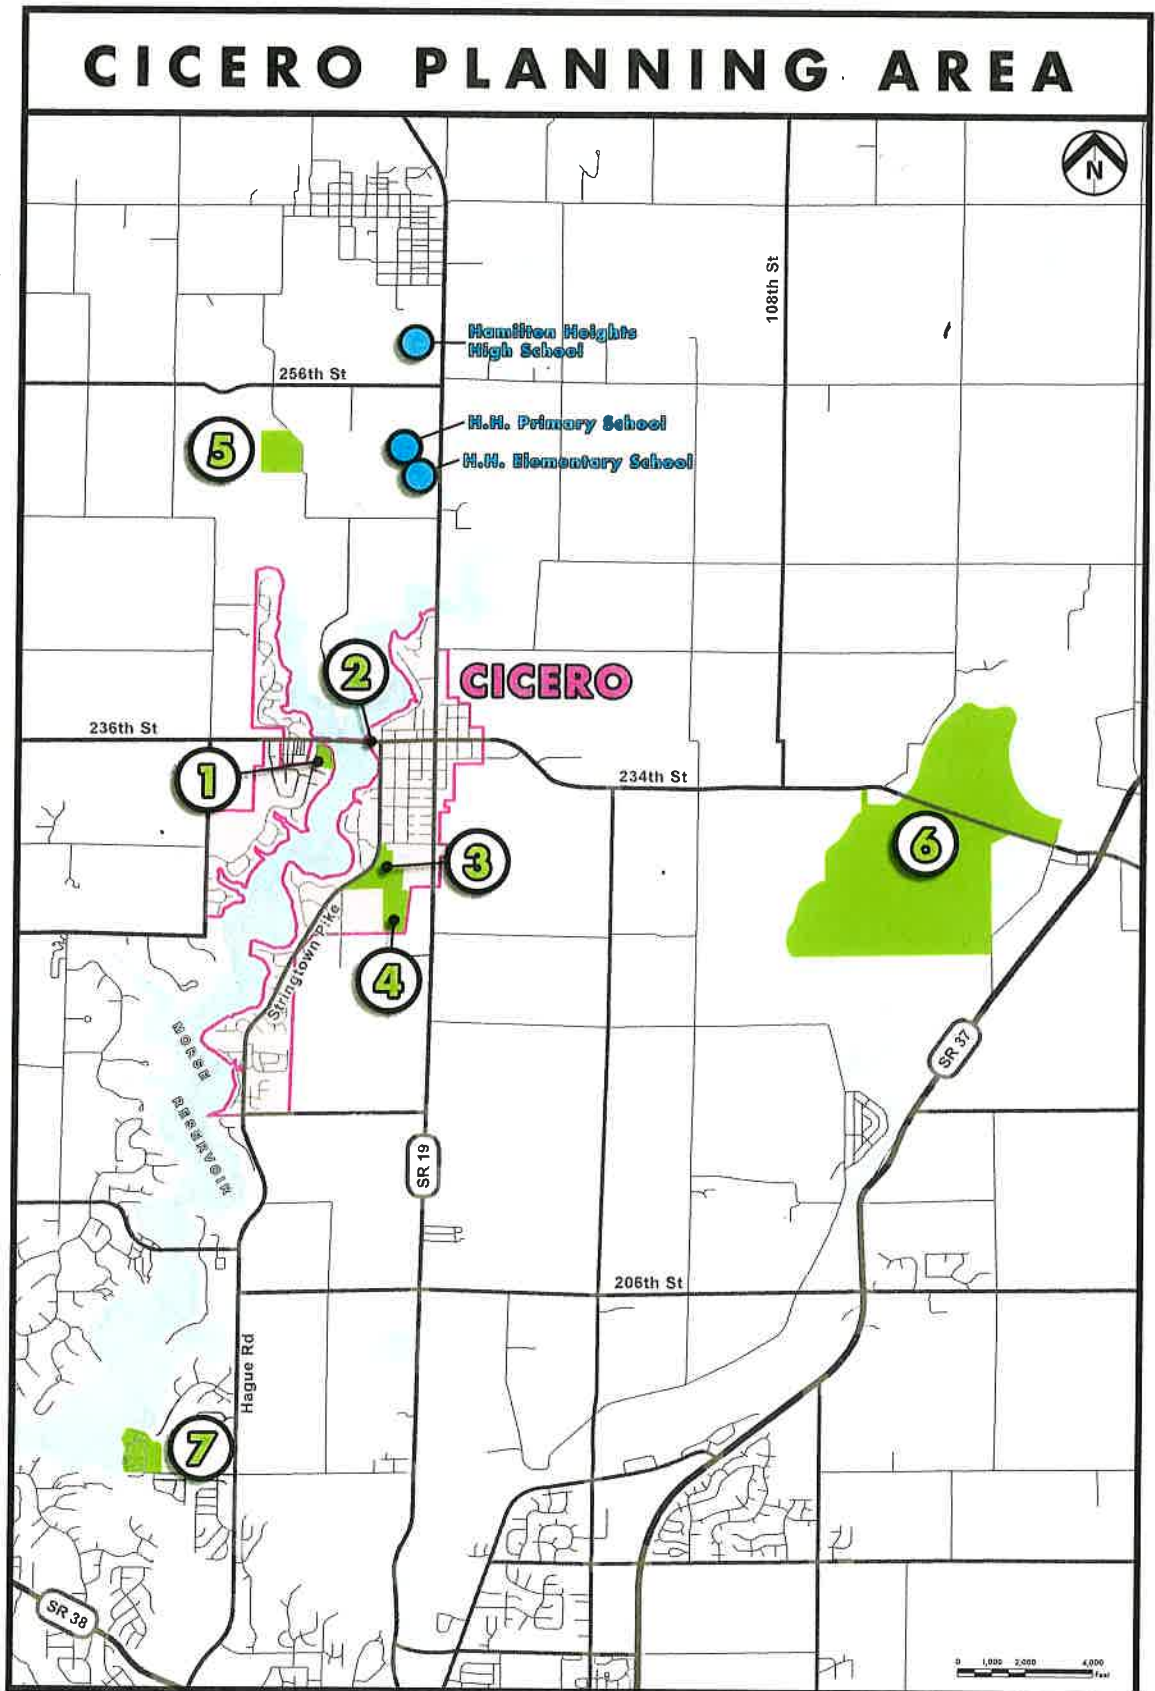 CICERO PLANNING AREA
N
108th St
Hamilton Heights
High School
256th St
H.H. Primary School
5
H.H. Elementary School
2
CICERO
236th St
1
234th St
6
3
Stringtown Pike
4
MORSE
RESERVOIR
SR 37
SR 19
206th St
Hague Rd
7
SR 38
0 1,000 2,000 4,000
Feet